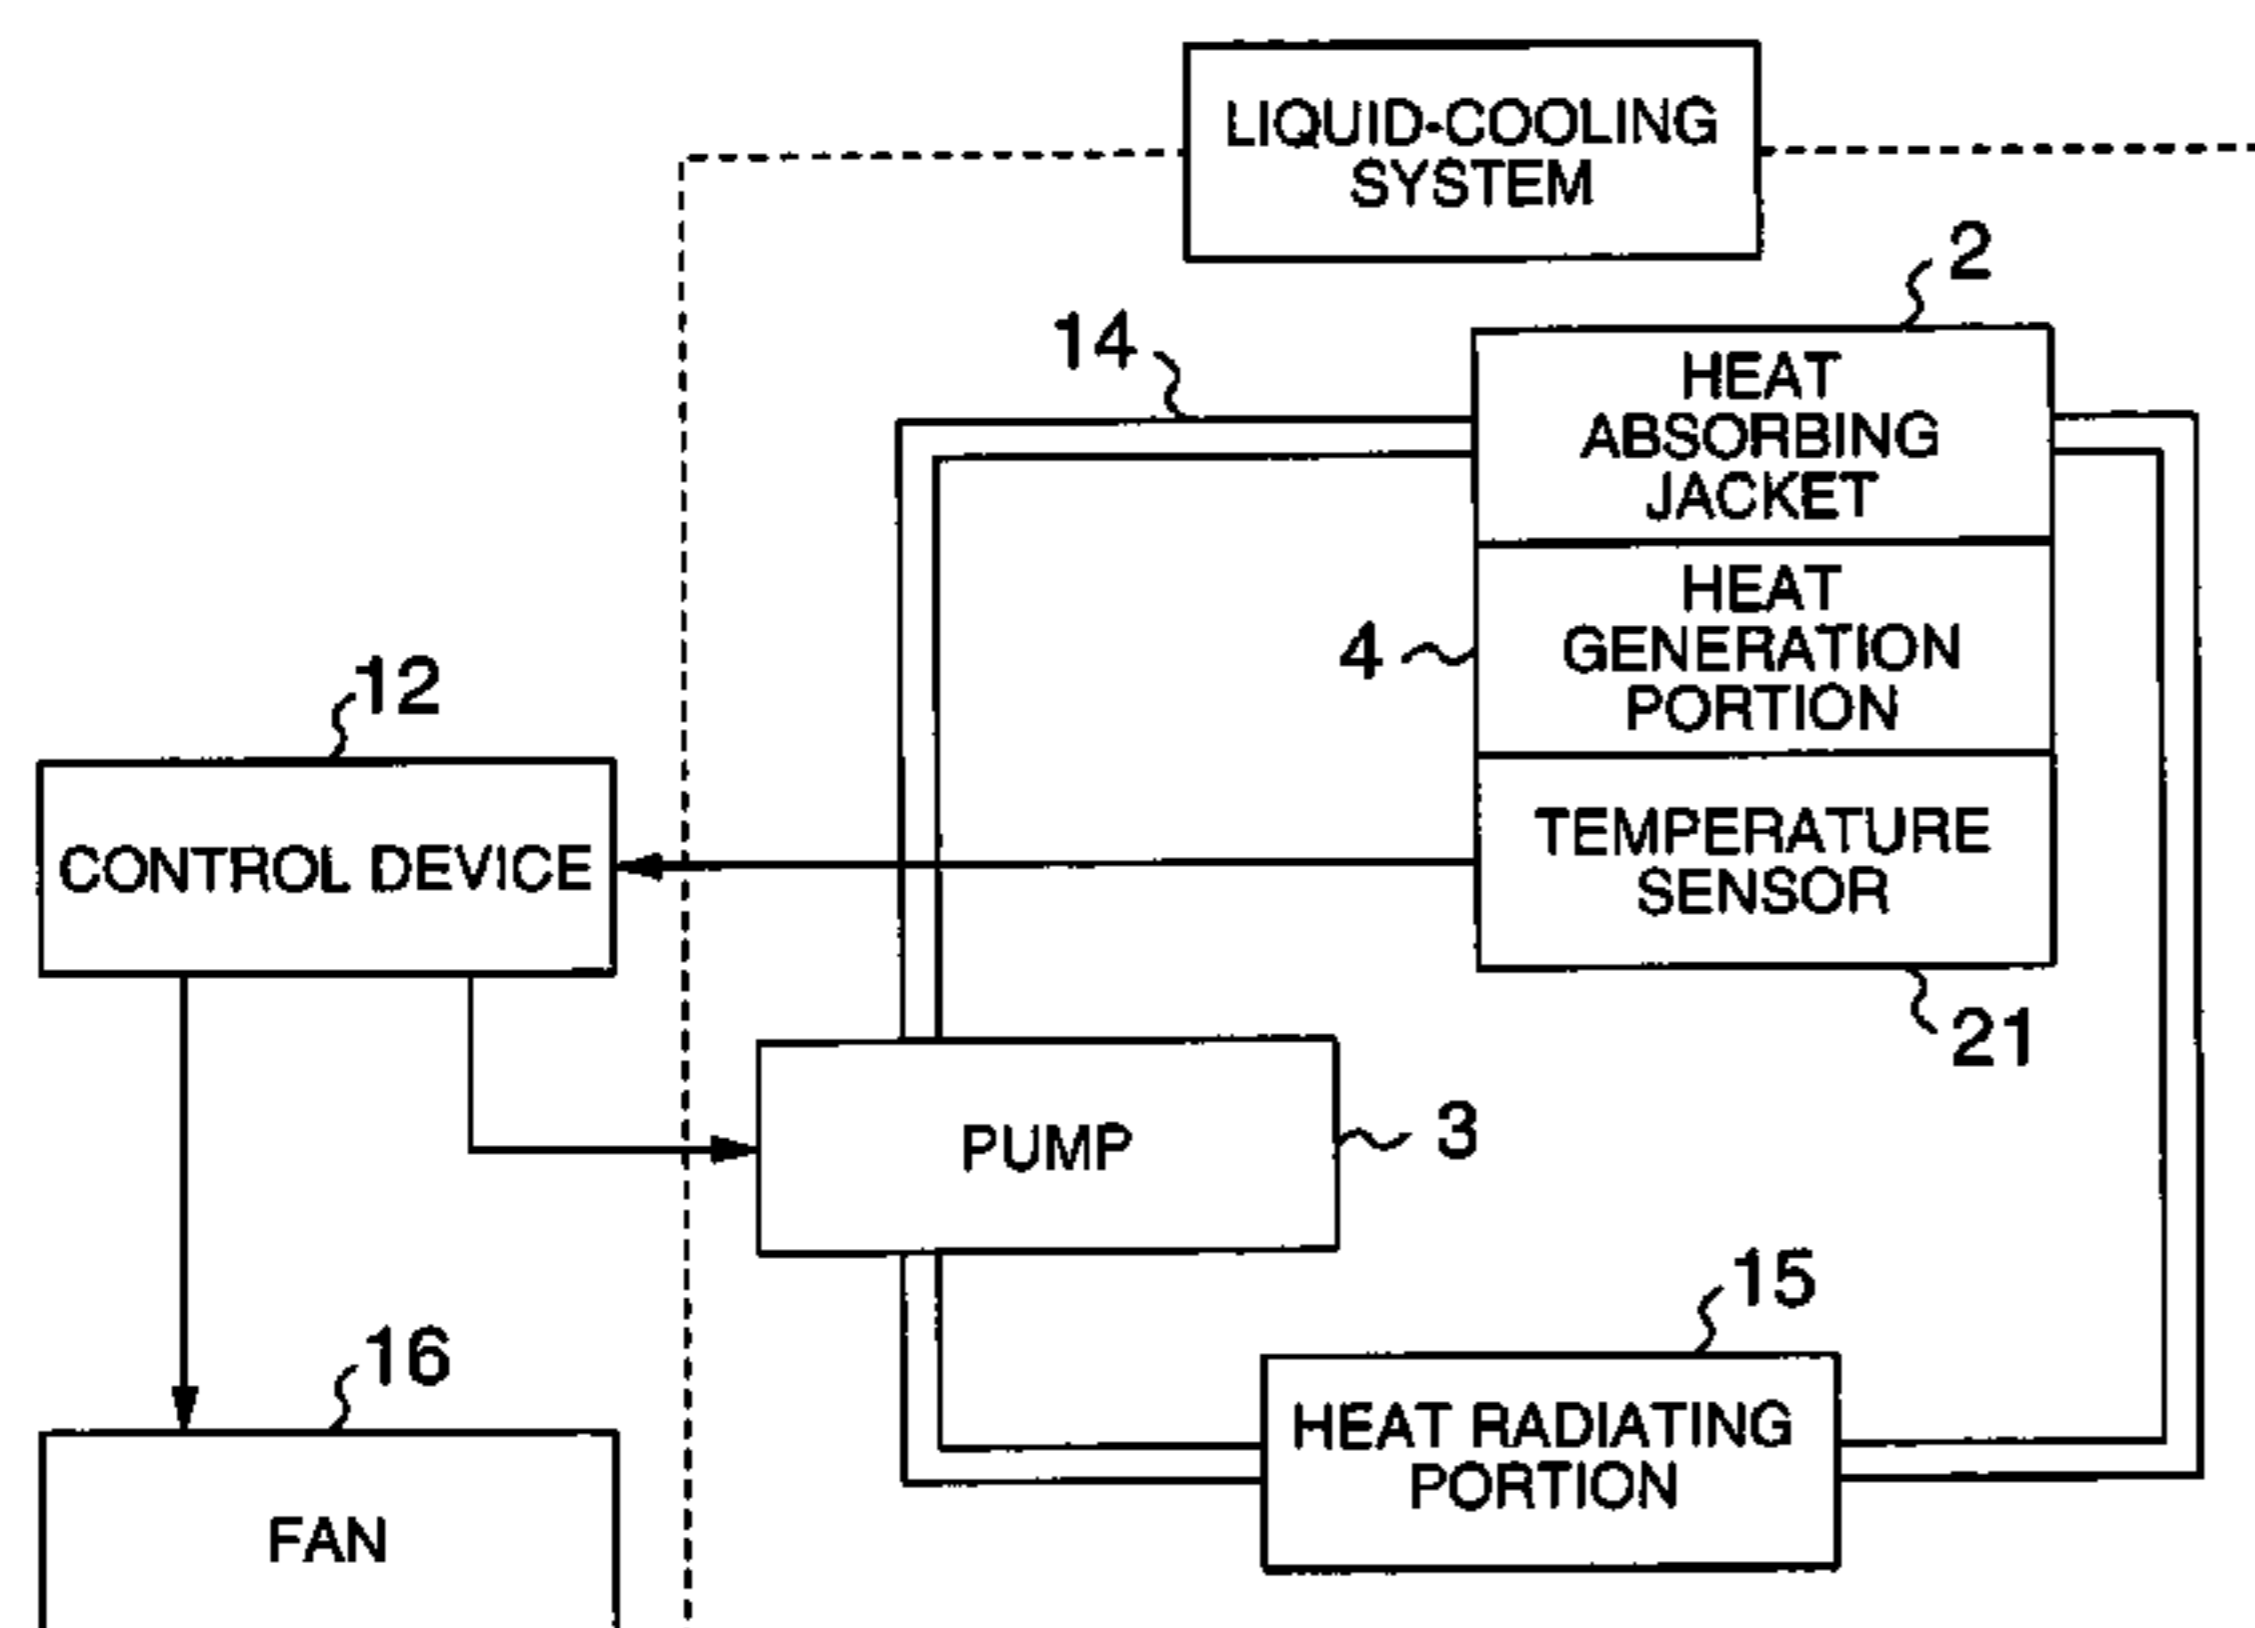 LIQUID-COOLING
SYSTEM
2
14
HEAT
ABSORBING
JACKET
HEAT
GENERATION
PORTION
4
12
CONTROL DEVICE
TEMPERATURE
SENSOR
21
PUMP
3
15
16
HEAT RADIATING
PORTION
FAN